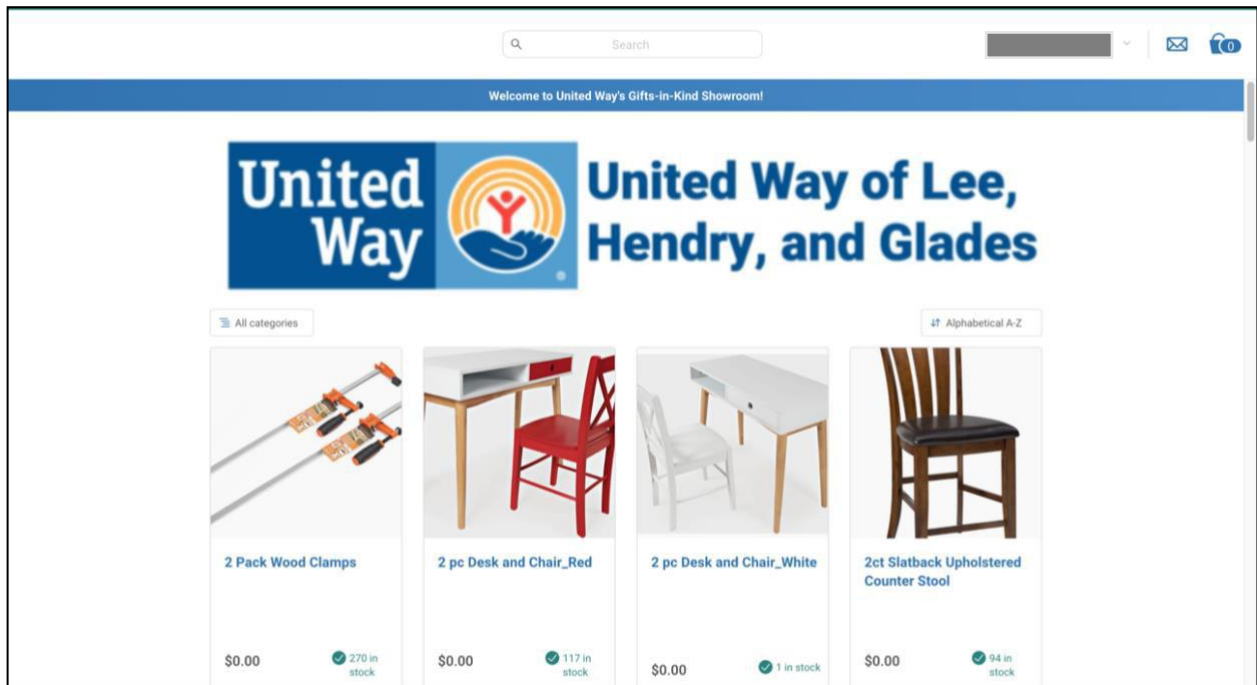 Search
0
Welcome to United Way's Gifts-in-Kind Showroom!
United
Way
®
United Way of Lee,
Hendry, and Glades
All categories
Alphabetical A-Z
2 Pack Wood Clamps
2 pc Desk and Chair_Red
2 pc Desk and Chair_White
2ct Slatback Upholstered
Counter Stool
$0.00
270 in
stock
$0.00
117 in
stock
$0.00
1 in stock
$0.00
94 in
stock